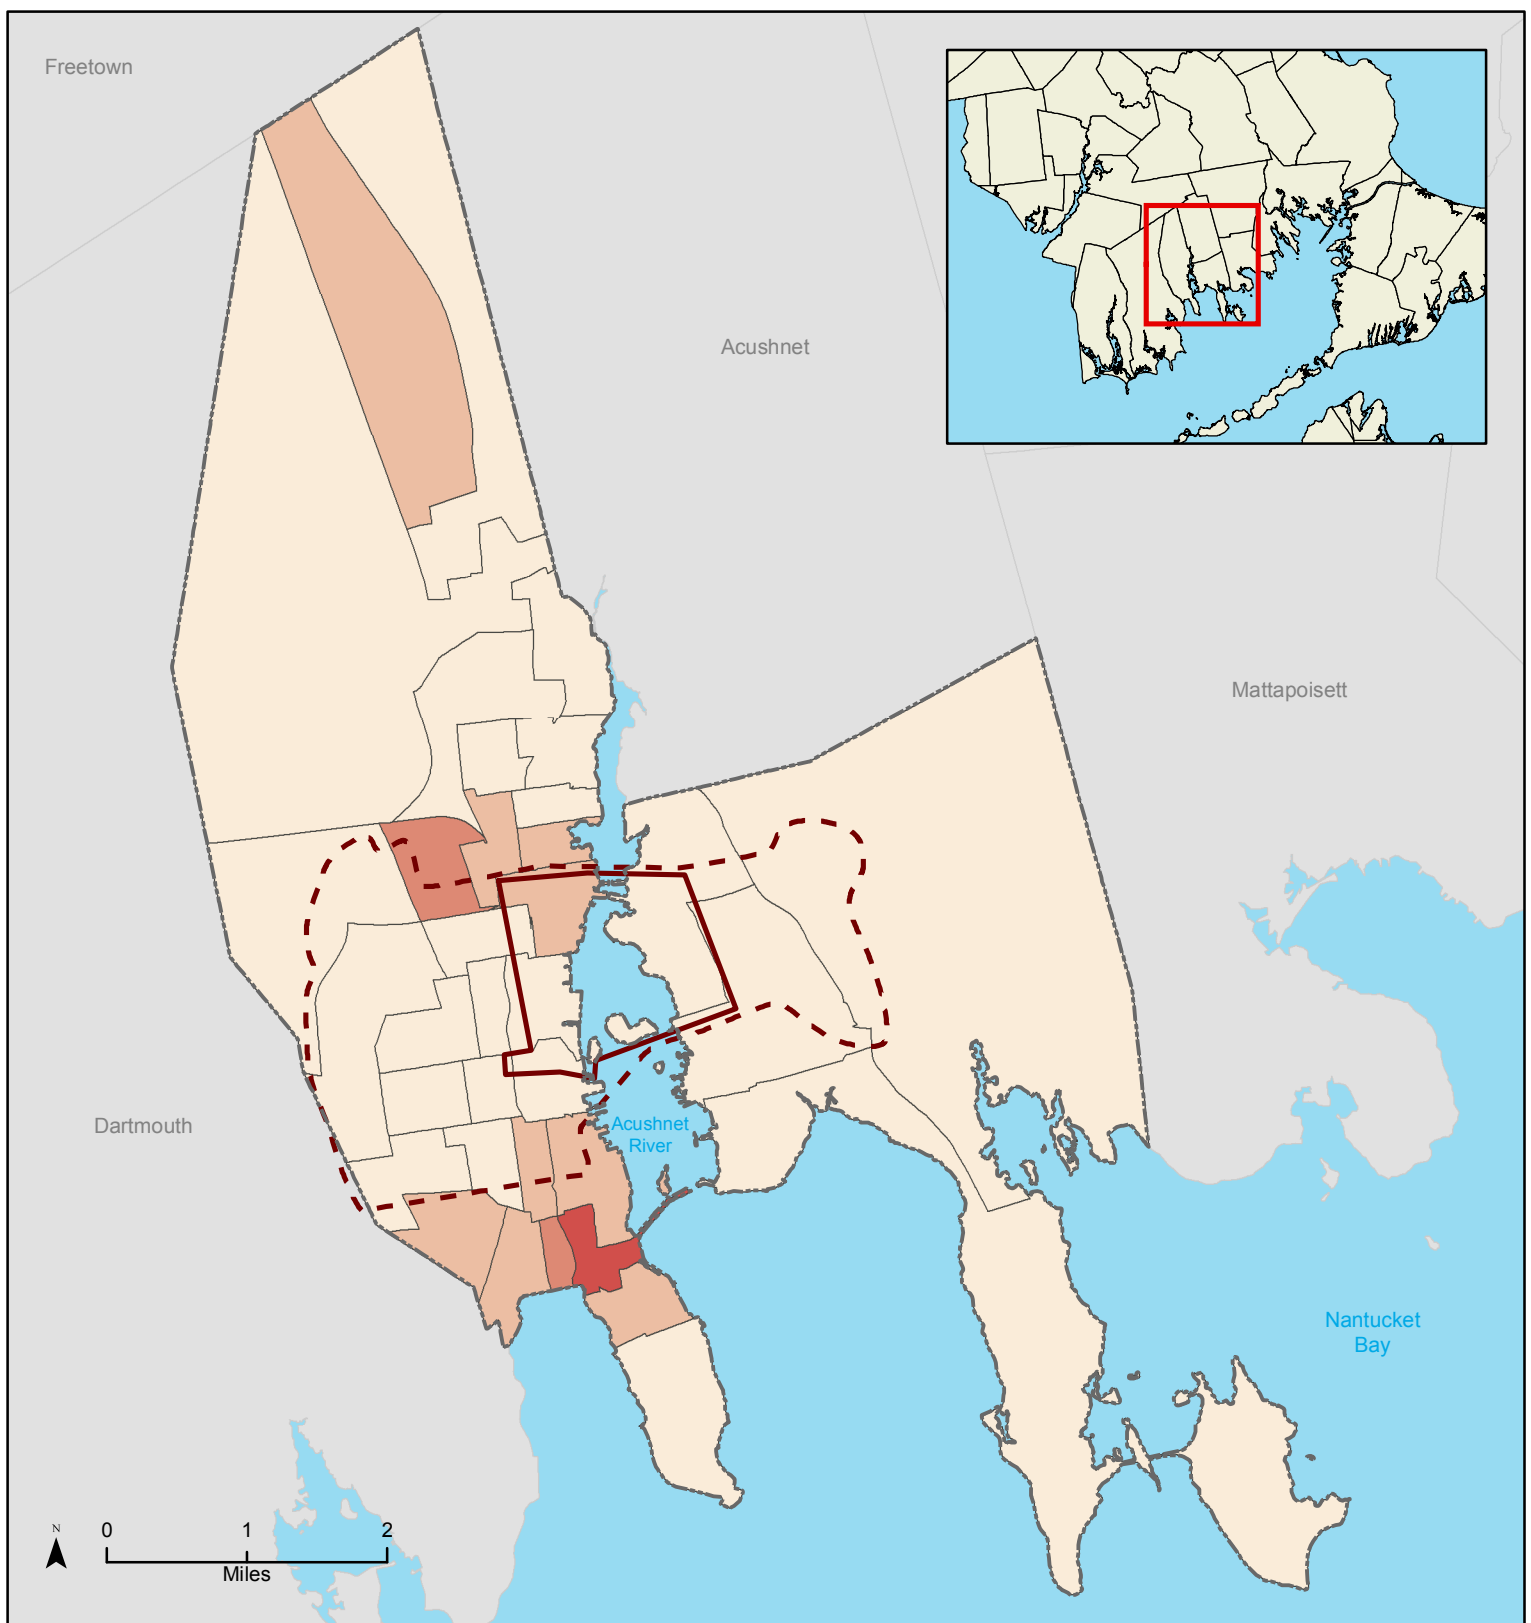 Freetown
Acushnet
Mattapoisett
Dartmouth
Acushnet
River
Nantucket
Bay
N
0 1 2
Miles